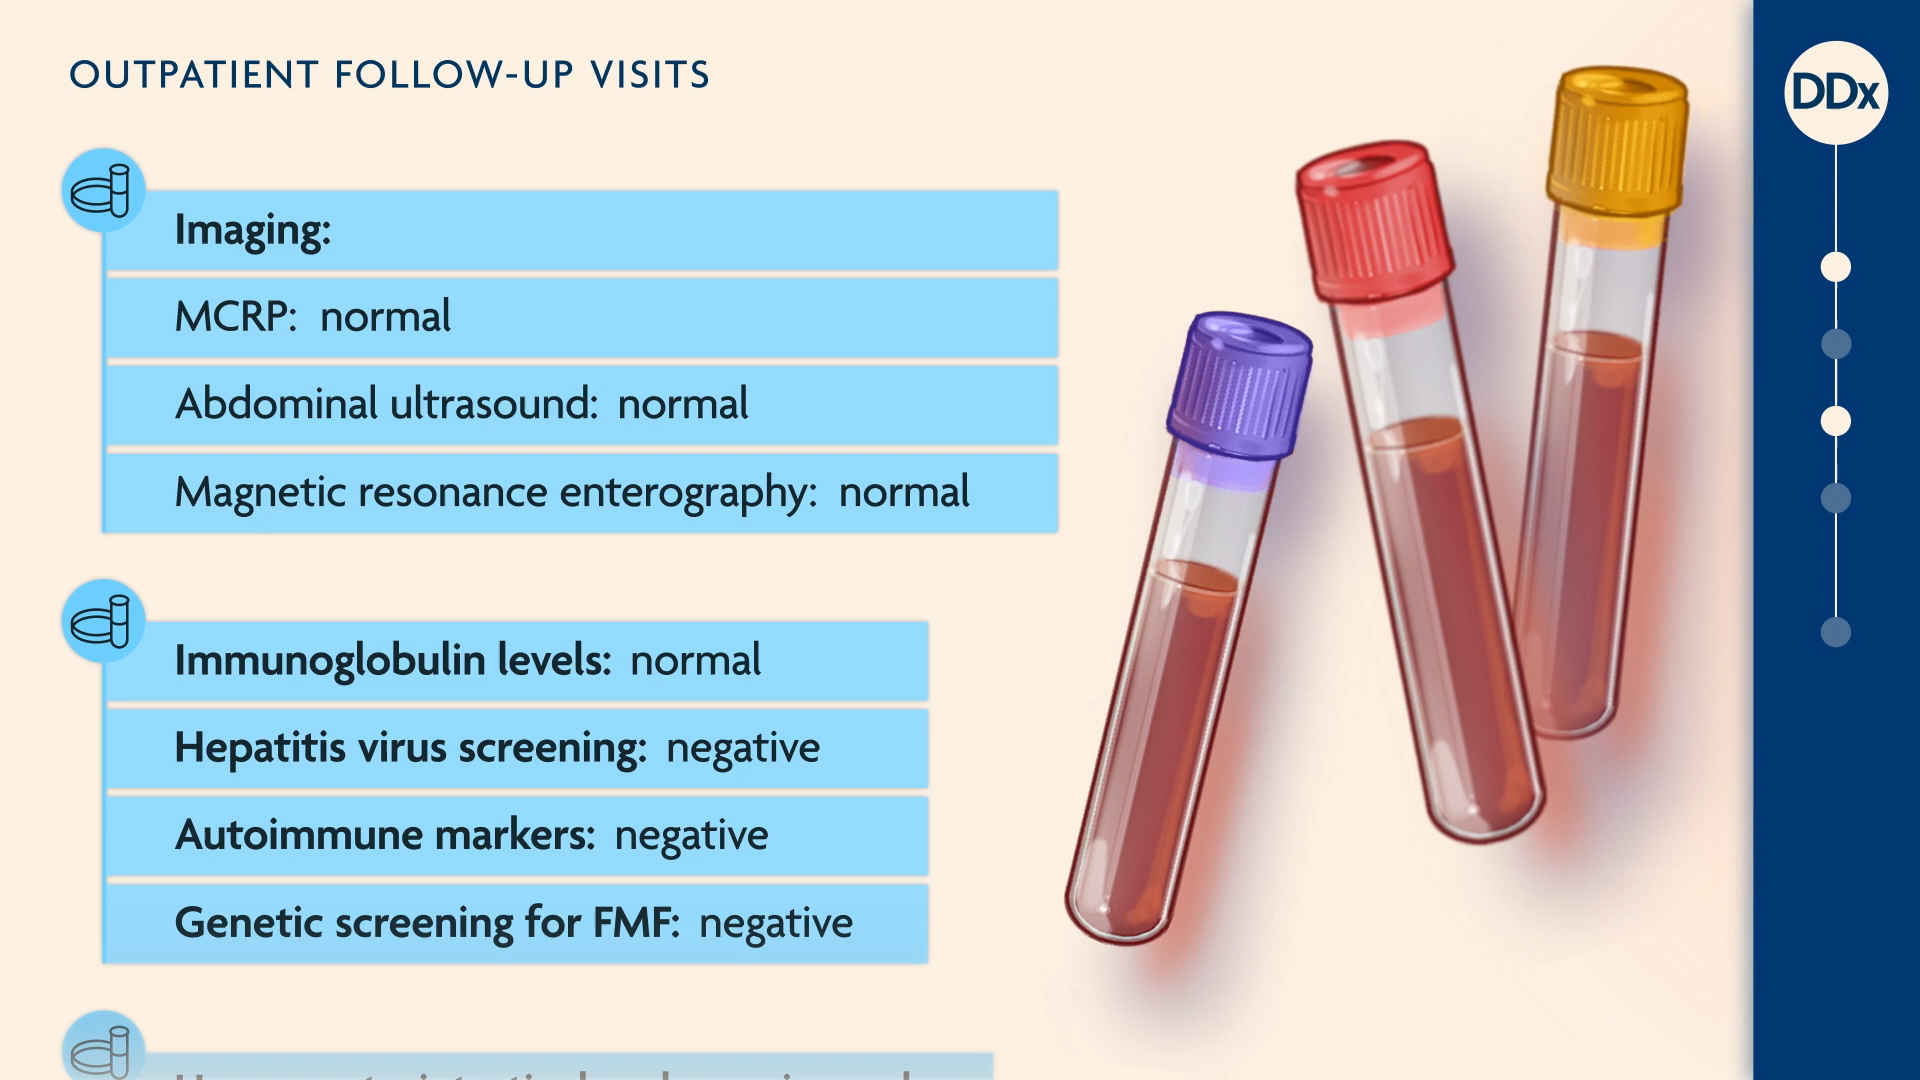 OUTPATIENT FOLLOW-UP VISITS
DDx
Imaging:
MCRP: normal
Abdominal ultrasound: normal
Magnetic resonance enterography: normal
Immunoglobulin levels: normal
Hepatitis virus screening: negative
Autoimmune markers: negative
Genetic screening for FMF: negative